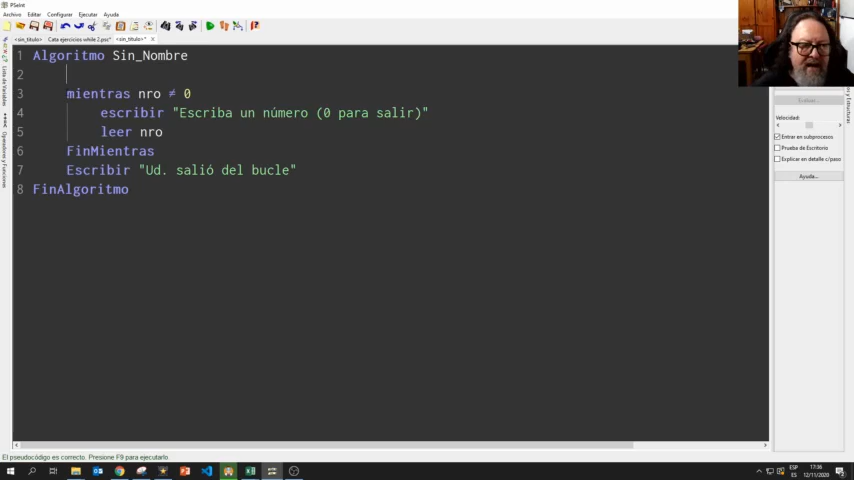 PSeInt
Archivo Editar Configurar Ejecutar Ayuda
<sin_titulo> Cata ejercicios while 2.psc* <sin_titulo>*
1 Algoritmo Sin_Nombre
2
3 mientras nro ≠ 0
4 escribir "Escriba un número (0 para salir)"
5 leer nro
6 FinMientras
7 Escribir "Ud. salió del bucle"
8 FinAlgoritmo
Lista de Variables
Operadores y Funciones
Evaluar...
Velocidad:
Entrar en subprocesos
Prueba de Escritorio
Explicar en detalle c/paso
Ayuda...
El pseudocódigo es correcto. Presione F9 para ejecutarlo.
ESP
ES
17:36
12/11/2020